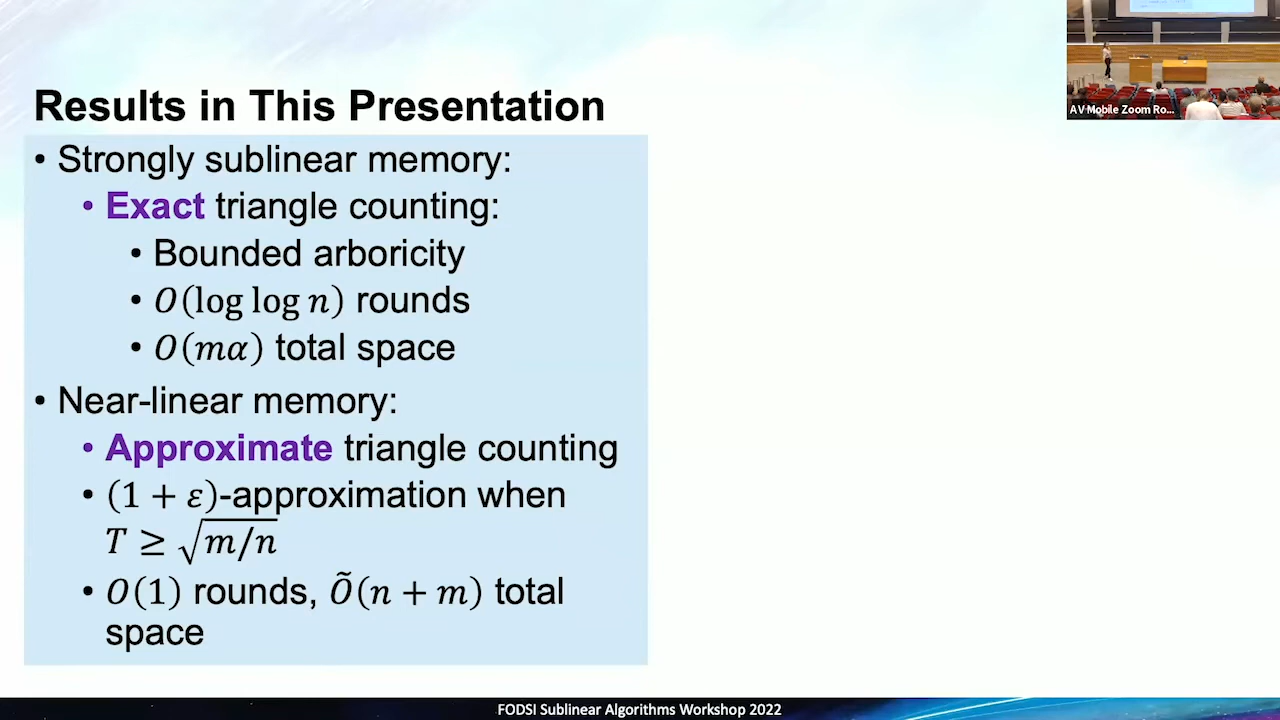 AV Mobile Zoom Ro...
Results in This Presentation
• Strongly sublinear memory:
• Exact triangle counting:
• Bounded arboricity
• O(log log n) rounds
• O(mα) total space
• Near-linear memory:
• Approximate triangle counting
• (1 + ε)-approximation when
T ≥ √m/n
• O(1) rounds, Õ(n + m) total
space
FODSI Sublinear Algorithms Workshop 2022